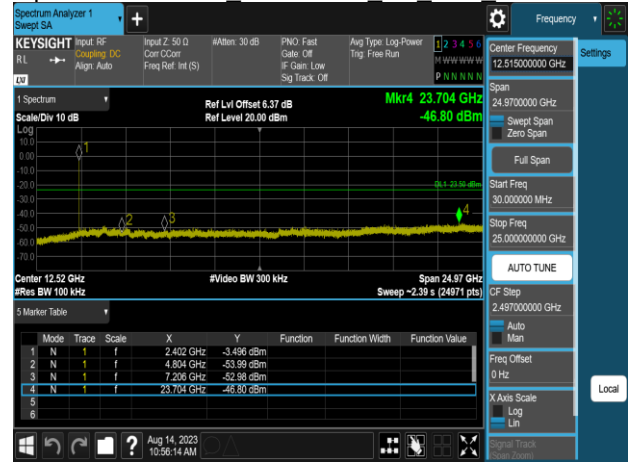 Spectrum Analyzer 1
Swept SA
+
Frequency
KEYSIGHT Input: RF Input Z: 50 Ω #Atten: 30 dB PNO: Fast Avg Type: Log-Power 1 2 3 4 5 6
RL Coupling: DC Corr CCorr Gate: Off Trig: Free Run M W W W W W
Align: Auto Freq Ref: Int (S) IF Gain: Low
Sig Track: Off P N N N N N
LXI
Center Frequency
12.515000000 GHz
Settings
Span
24.9700000 GHz
Swept Span
Zero Span
Full Span
Start Freq
30.000000 MHz
Stop Freq
25.000000000 GHz
AUTO TUNE
CF Step
2.497000000 GHz
Auto
Man
Freq Offset
0 Hz
X Axis Scale
Log
Lin
Local
Signal Track
(Span Zoom)
1 Spectrum
Ref Lvl Offset 6.37 dB
Mkr4 23.704 GHz
Scale/Div 10 dB Ref Level 20.00 dBm -46.80 dBm
Log
10.0
0.00
-10.0
-20.0
-30.0
-40.0
-50.0
-60.0
-70.0
1
2
3
4
DL1 -23.50 dBm
Center 12.52 GHz #Video BW 300 kHz Span 24.97 GHz
#Res BW 100 kHz Sweep ~2.39 s (24971 pts)
5 Marker Table
Mode Trace Scale X Y Function Function Width Function Value
1 N 1 f 2.402 GHz -3.496 dBm
2 N 1 f 4.804 GHz -53.99 dBm
3 N 1 f 7.206 GHz -52.98 dBm
4 N 1 f 23.704 GHz -46.80 dBm
5
6
?
Aug 14, 2023
10:56:14 AM